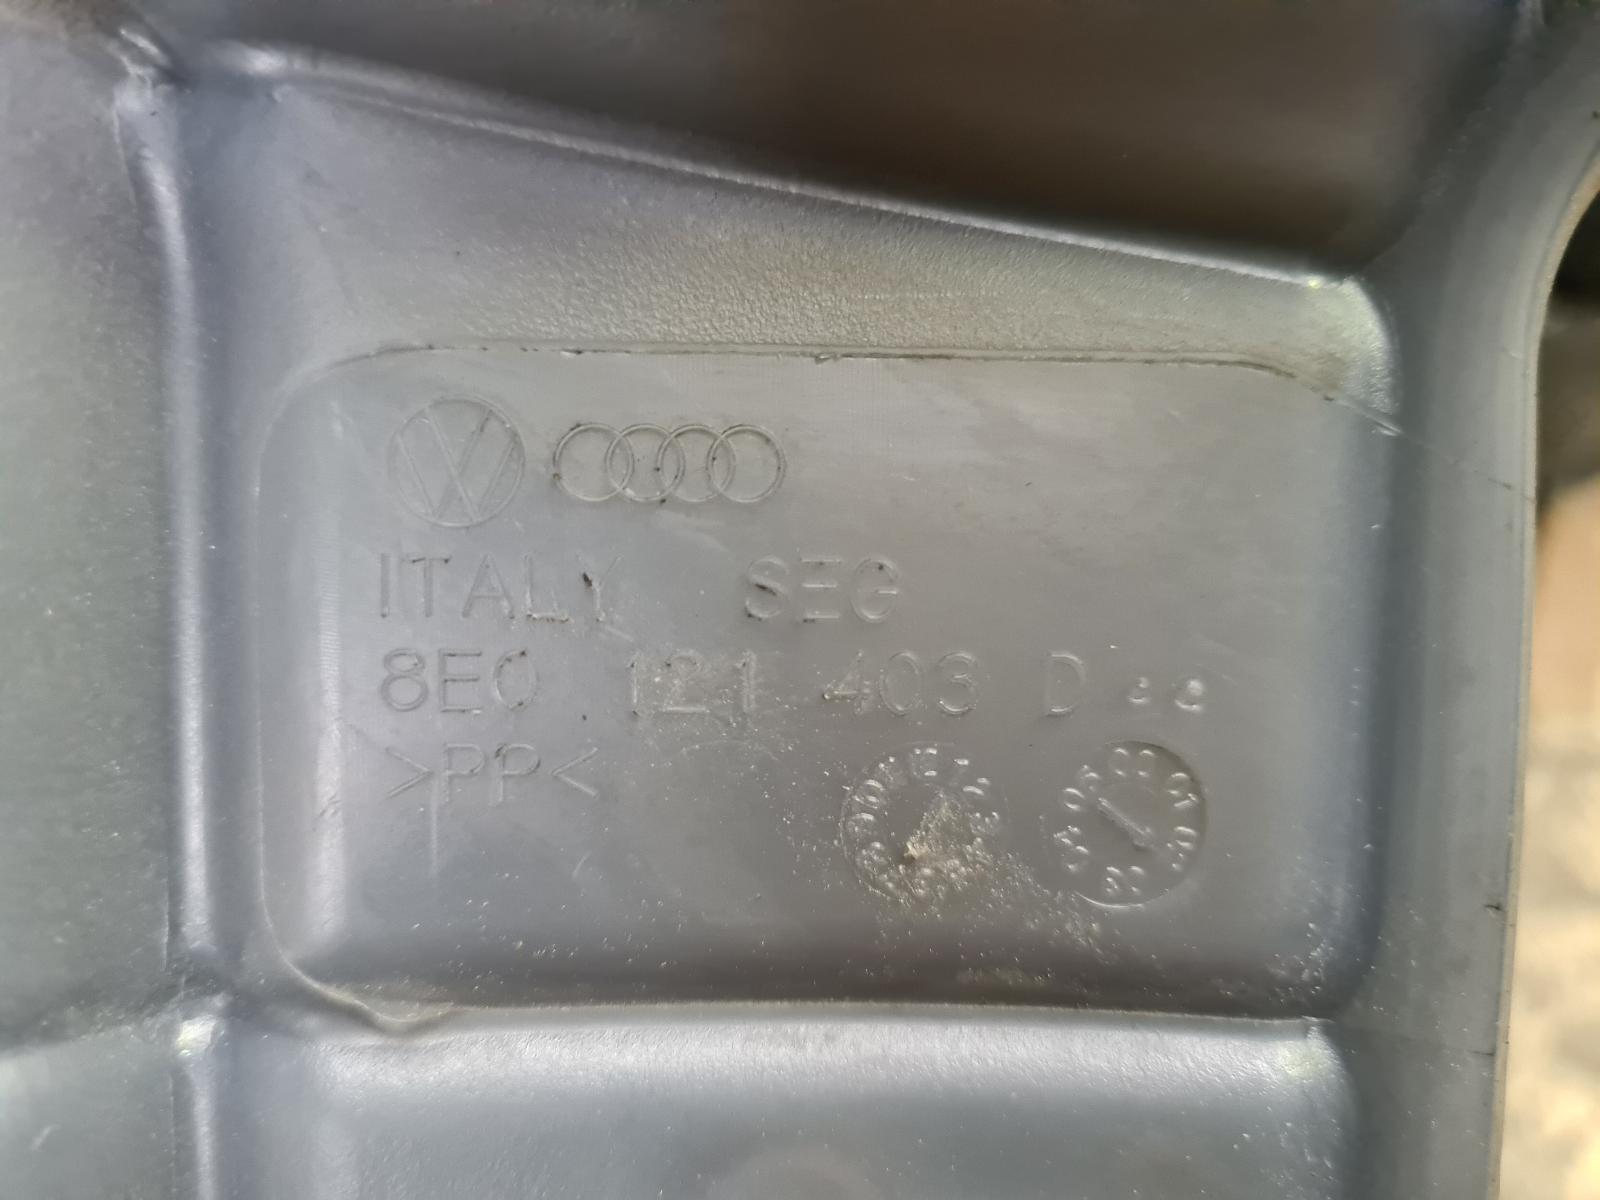 ITALY SEG
8E0 121 403 D
>PP<